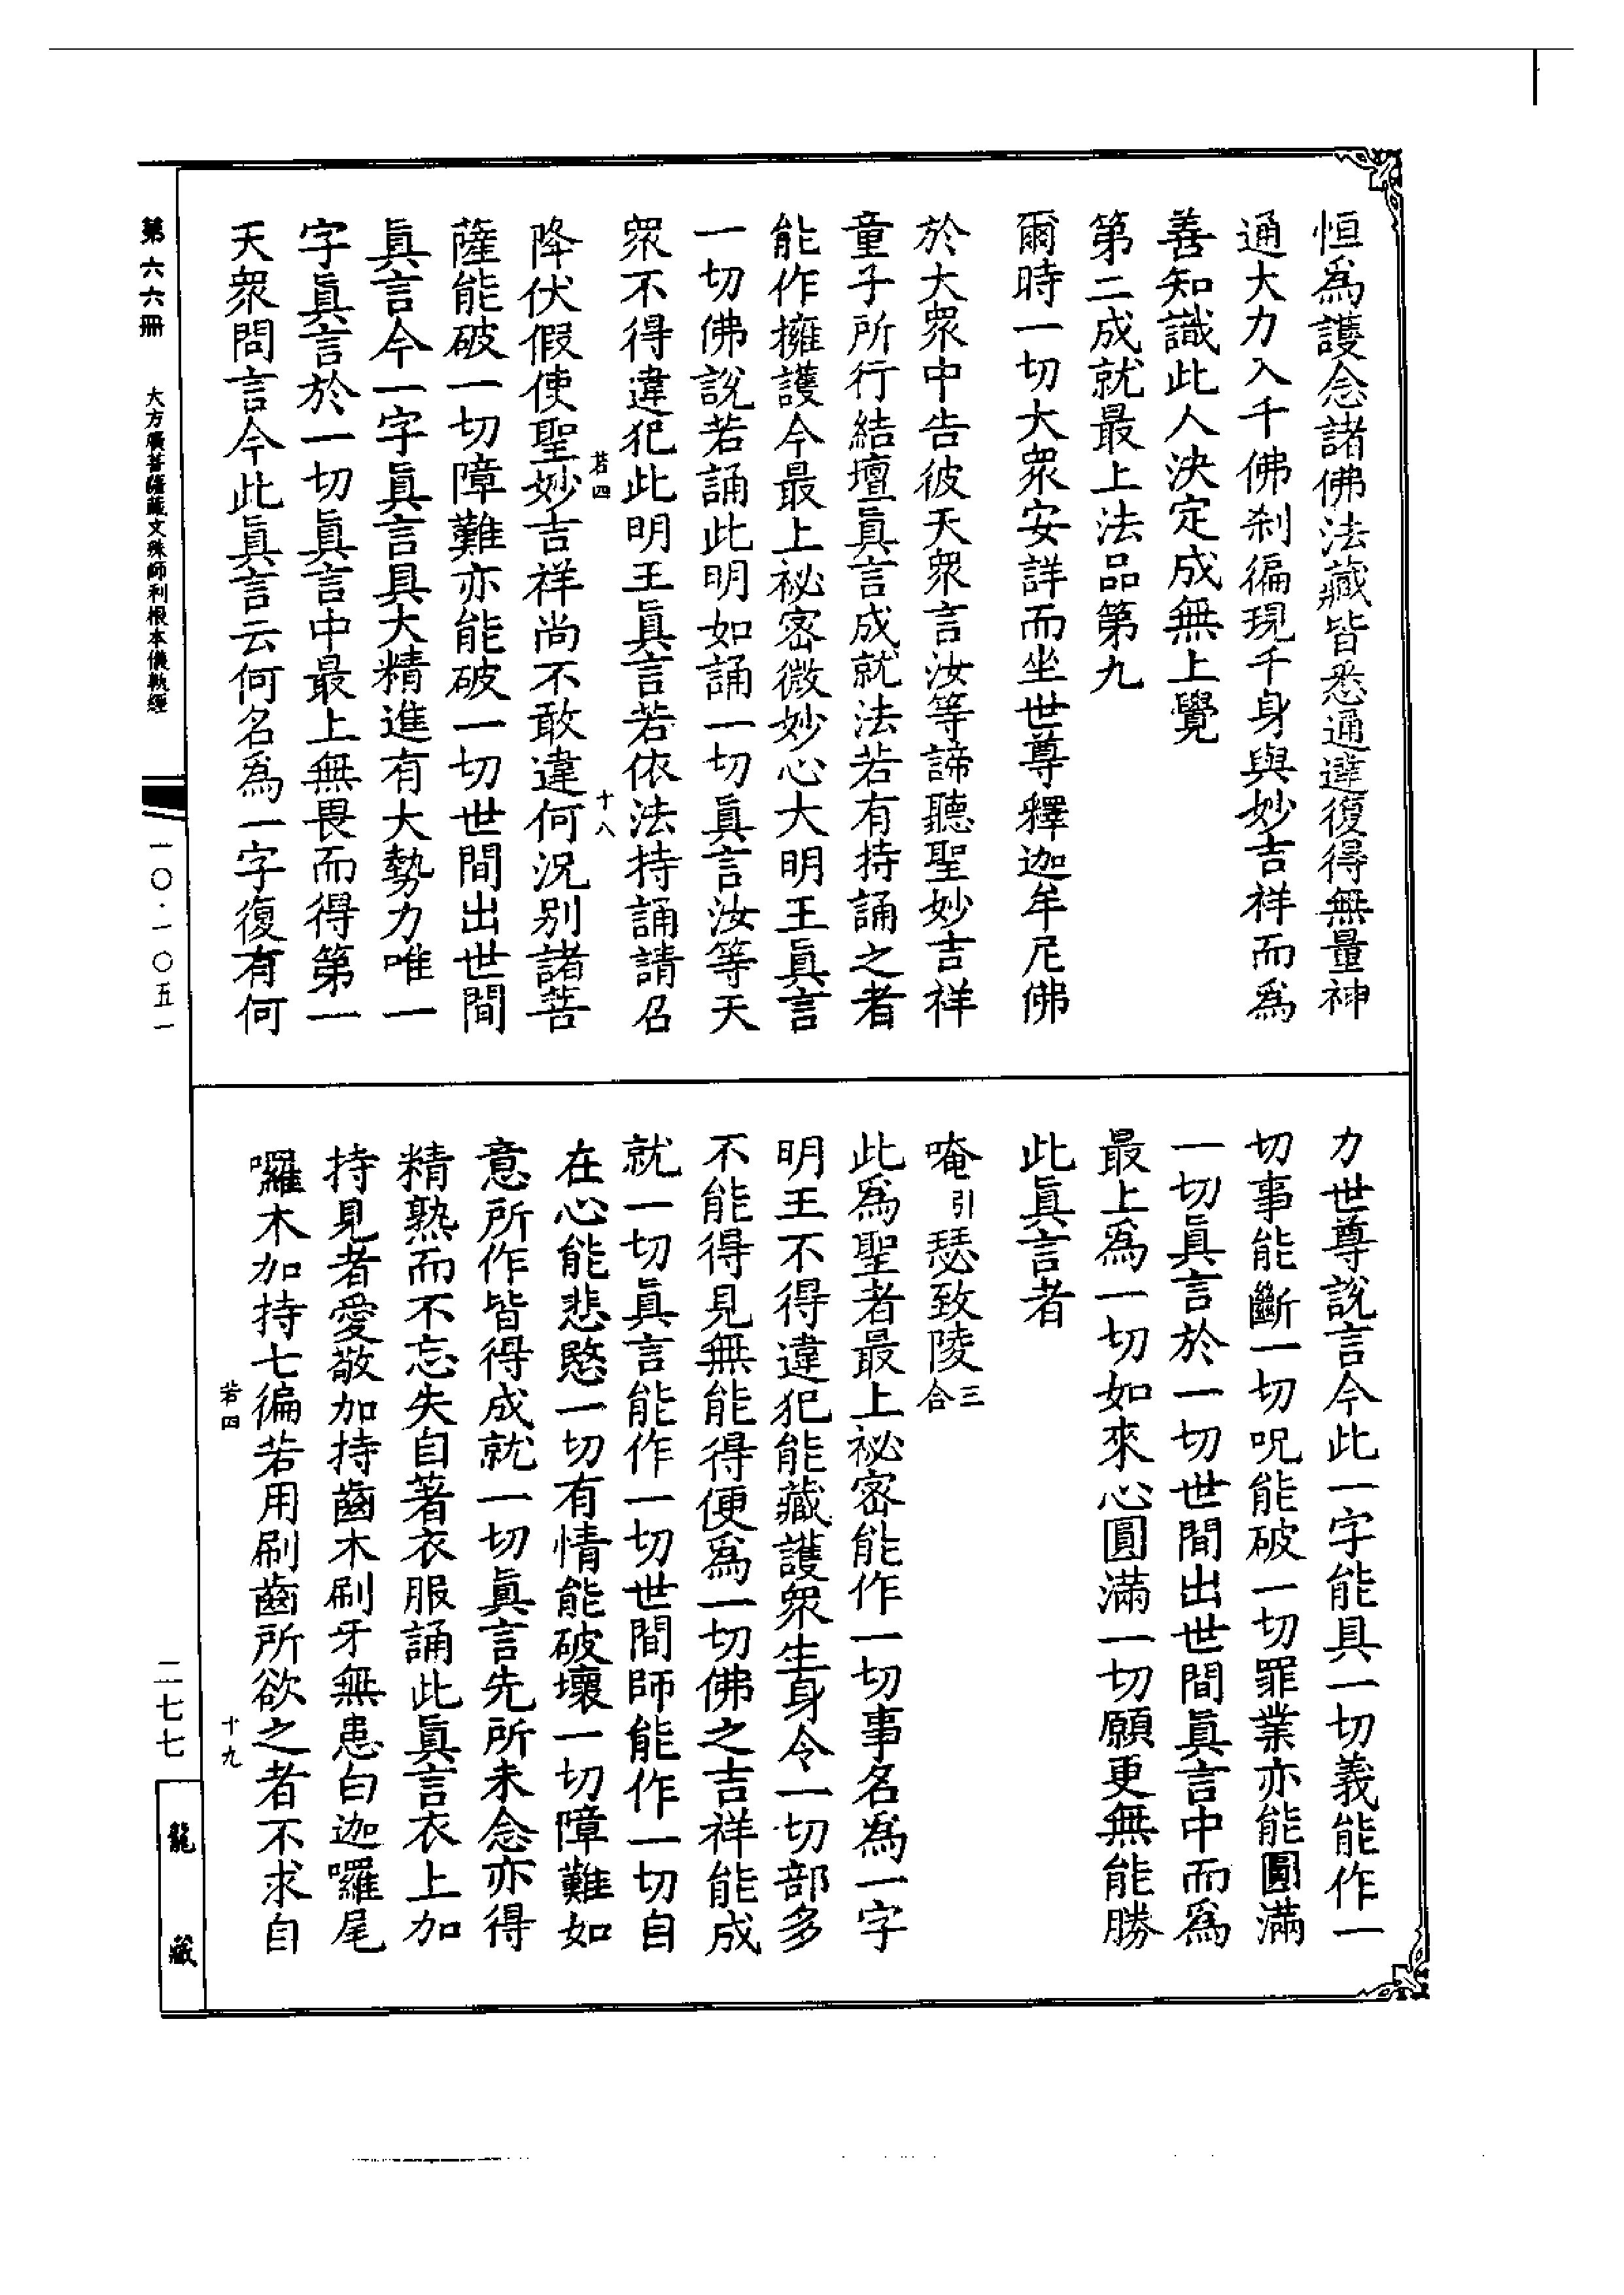 恒爲護念諸佛法藏皆悉通達復得無量神
通大力入千佛刹徧現千身與妙吉祥而爲
善知識此人決定成無上覺
第二成就最上法品第九
爾時一切大衆安詳而坐世尊釋迦牟尼佛
於大衆中告彼天衆言汝等諦聽聖妙吉祥
童子所行結壇眞言成就法若有持誦之者
能作擁護今最上祕密微妙心大明王眞言
一切佛說若誦此明如誦一切眞言汝等天
衆不得違犯此明王眞言若依法持誦請召
若四
十八
降伏假使聖妙吉祥尚不敢違何況别諸菩
薩能破一切障難亦能破一切世間出世間
眞言今一字眞言具大精進有大勢力唯一
字眞言於一切眞言中最上無畏而得第一
天衆問言今此眞言云何名爲一字復有何
力世尊說言今此一字能具一切義能作一
切事能斷一切呪能破一切罪業亦能圓滿
一切眞言於一切世間出世間眞言中而爲
最上爲一切如來心圓滿一切願更無能勝
此眞言者
唵引瑟致陵三合
此爲聖者最上祕密能作一切事名爲一字
明王不得違犯能藏護衆生身令一切部多
不能得見無能得便爲一切佛之吉祥能成
就一切眞言能作一切世間師能作一切自
在心能悲愍一切有情能破壞一切障難如
意所作皆得成就一切眞言先所未念亦得
精熟而不忘失自著衣服誦此眞言衣上加
持見者愛敬加持齒木刷牙無患白迦囉尾
囉木加持七徧若用刷齒所欲之者不求自
若四
十九
第六六册
大方廣菩薩藏文殊師利根本儀軌經
一〇·一〇五一
二七七
龍藏